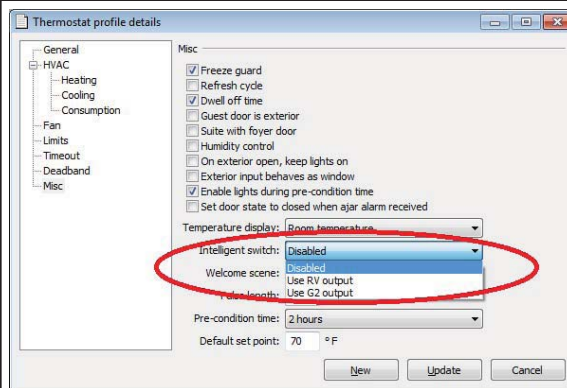 Thermostat profile details
General
HVAC
Heating
Cooling
Consumption
Fan
Limits
Timeout
Deadband
Misc
Misc
Freeze guard
Refresh cycle
Dwell off time
Guest door is exterior
Suite with foyer door
Humidity control
On exterior open, keep lights on
Exterior input behaves as window
Enable lights during pre-condition time
Set door state to closed when ajar alarm received
Temperature display: Room temperature
Intelligent switch: Disabled
Disabled
Welcome scene: Use RV output
Use G2 output
length:
Pre-condition time: 2 hours
Default set point: 70 °F
New Update Cancel